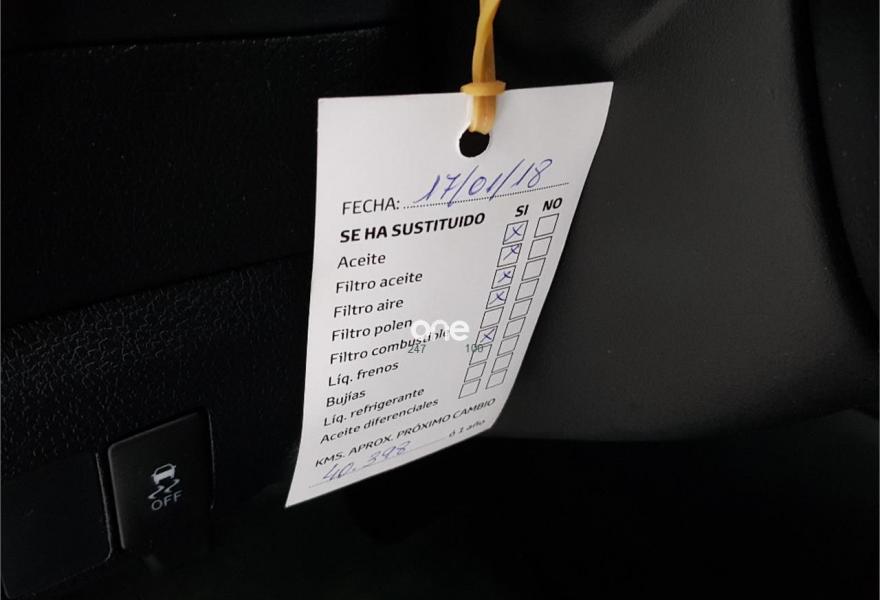 FECHA: 17/01/18
SE HA SUSTITUIDO SI NO
Aceite
Filtro aceite
Filtro aire
Filtro polen
Filtro combustible
Líq. frenos
Bujías
Líq. refrigerante
Aceite diferenciales
KMS. APROX. PRÓXIMO CAMBIO
40.398 ó 1 año
one
247 100
OFF